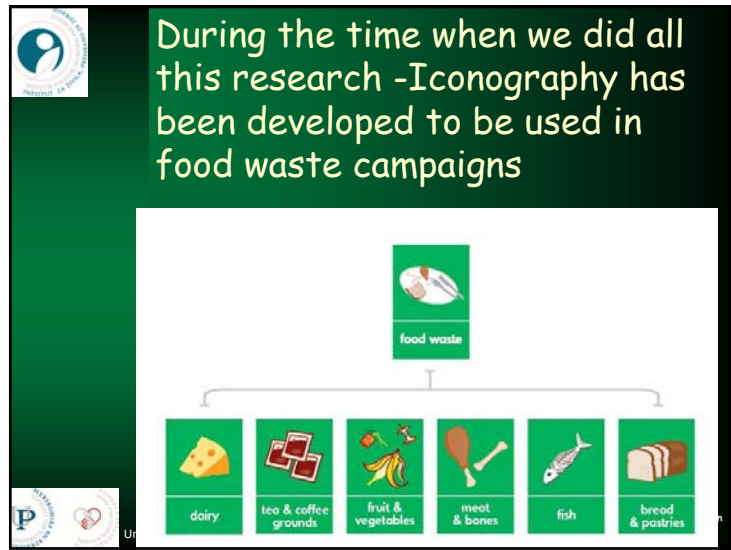 During the time when we did all
this research -Iconography has
been developed to be used in
food waste campaigns
food waste
dairy
tea & coffee
grounds
fruit &
vegetables
meat
& bones
fish
bread
& pastries